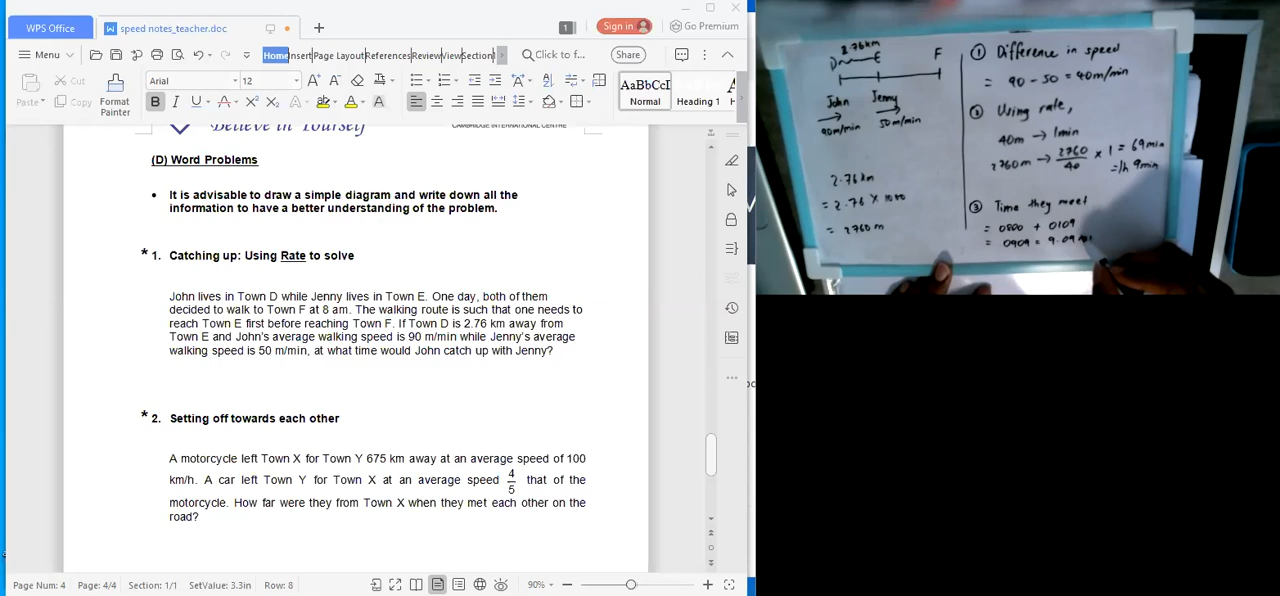 WPS Office
speed notes_teacher.doc
1
Sign in
Go Premium
Menu
Home Insert Page Layout References Review View Section
Click to f...
Share
Paste
Cut
Copy
Format
Painter
Arial
12
AaBbCcI
Normal
AaBb
Heading 1
Believe in Yourself
CAMBRIDGE INTERNATIONAL CENTRE
(D) Word Problems
• It is advisable to draw a simple diagram and write down all the
information to have a better understanding of the problem.
* 1. Catching up: Using Rate to solve
John lives in Town D while Jenny lives in Town E. One day, both of them
decided to walk to Town F at 8 am. The walking route is such that one needs to
reach Town E first before reaching Town F. If Town D is 2.76 km away from
Town E and John's average walking speed is 90 m/min while Jenny's average
walking speed is 50 m/min, at what time would John catch up with Jenny?
* 2. Setting off towards each other
A motorcycle left Town X for Town Y 675 km away at an average speed of 100
km/h. A car left Town Y for Town X at an average speed 4/5 that of the
motorcycle. How far were they from Town X when they met each other on the
road?
Page Num: 4 Page: 4/4 Section: 1/1 SetValue: 3.3in Row: 8
90%
2.76km
D E F
John Jenny
90m/min 50m/min
2.76 km
= 2.76 × 1000
= 2760 m
① Difference in speed
= 90 - 50 = 40m/min
② Using rate,
40m → 1min
2760m → 2760/40 × 1 = 69min
= 1h 9min
③ Time they meet
= 0800 + 0109
= 0909 = 9.09